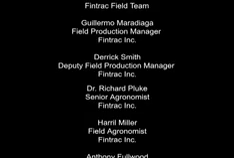 Fintrac Field Team
Guillermo Maradiaga
Field Production Manager
Fintrac Inc.
Derrick Smith
Deputy Field Production Manager
Fintrac Inc.
Dr. Richard Pluke
Senior Agronomist
Fintrac Inc.
Harril Miller
Field Agronomist
Fintrac Inc.
Anthony Fullwood